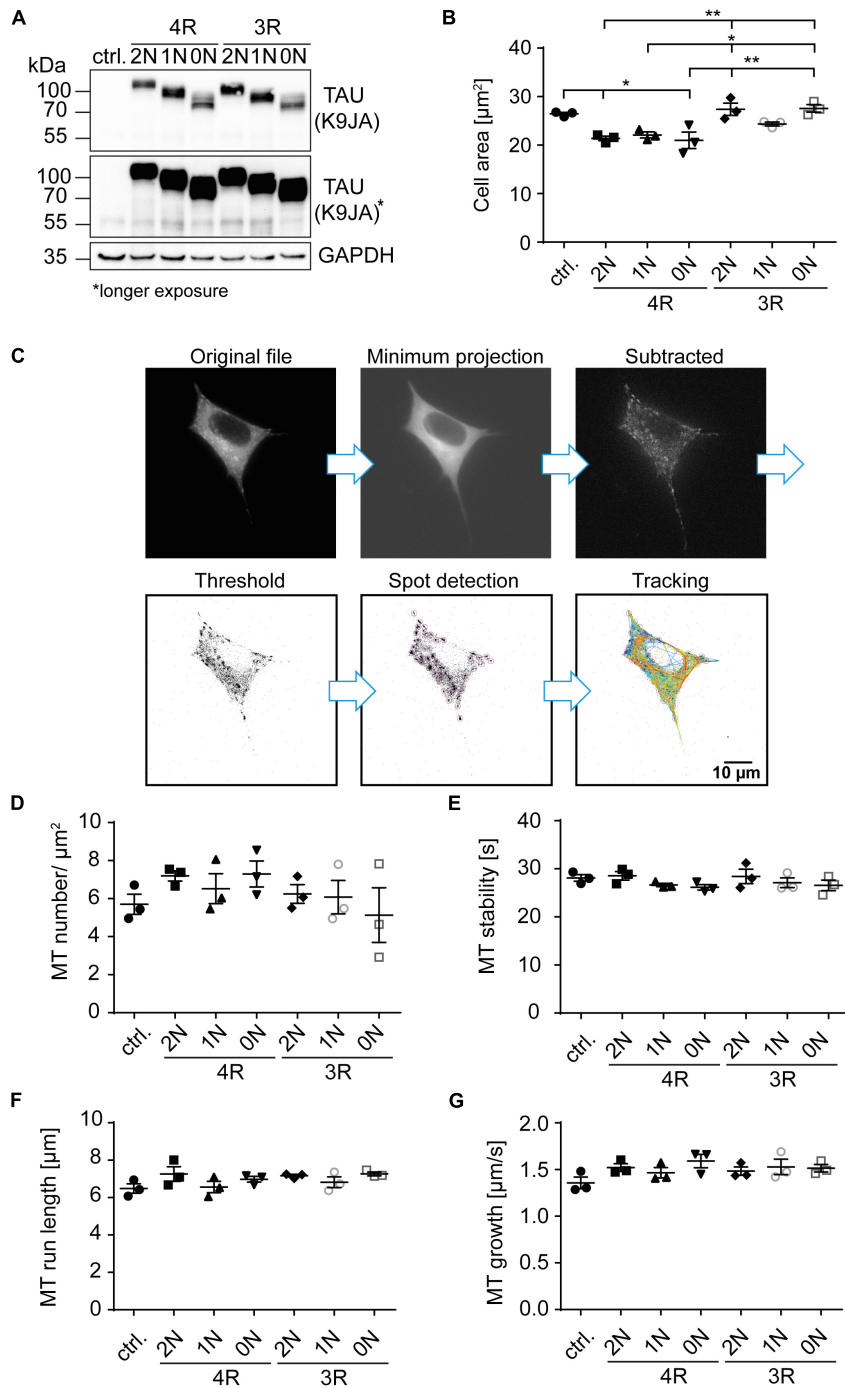 A
4R 3R
ctrl. 2N 1N 0N 2N 1N 0N
kDa
100
70
55
TAU
(K9JA)
100
70
55
TAU
(K9JA)*
35
GAPDH
*longer exposure
B
**
*
**
*
Cell area [µm²]
40
30
20
10
0
ctrl. 2N 1N 0N 2N 1N 0N
4R 3R
C
Original file
Minimum projection
Subtracted
Threshold
Spot detection
Tracking
10 µm
D
MT number/ µm²
10
8
6
4
2
0
ctrl. 2N 1N 0N 2N 1N 0N
4R 3R
E
MT stability [s]
40
30
20
10
0
ctrl. 2N 1N 0N 2N 1N 0N
4R 3R
F
MT run length [µm]
10
8
6
4
2
0
ctrl. 2N 1N 0N 2N 1N 0N
4R 3R
G
MT growth [µm/s]
2.0
1.5
1.0
0.5
0.0
ctrl. 2N 1N 0N 2N 1N 0N
4R 3R